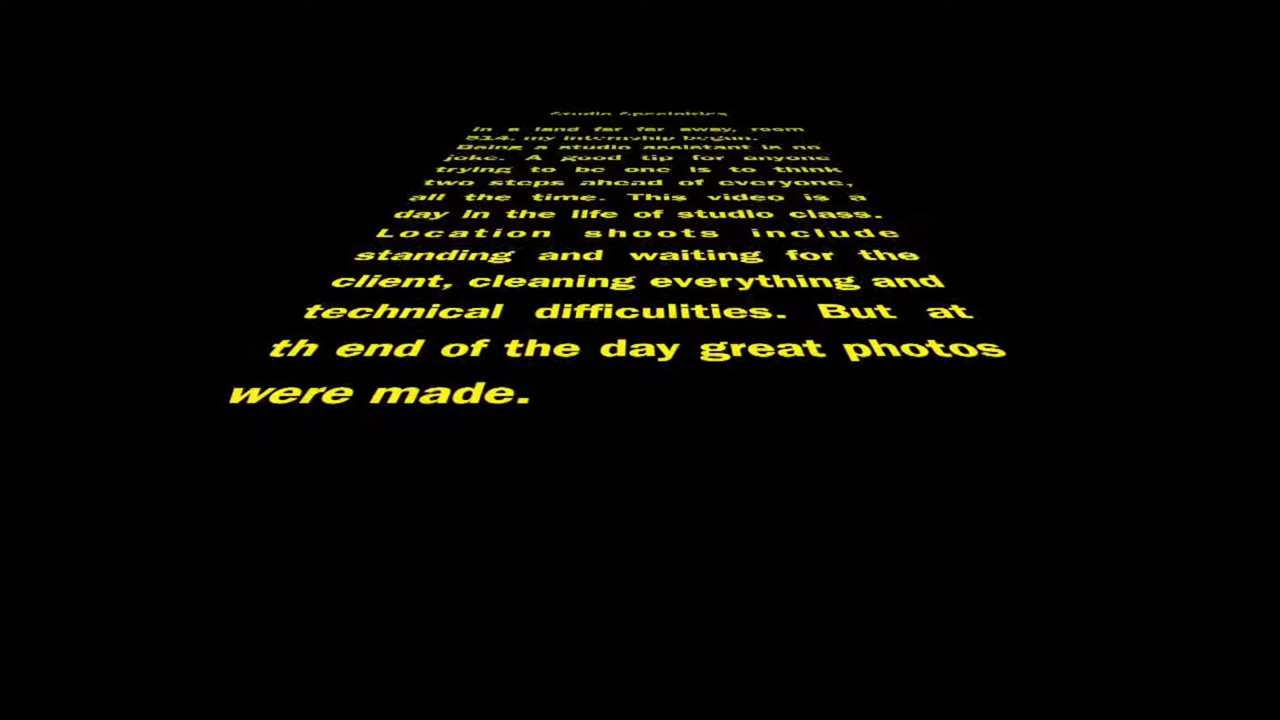 Studio Specialties
In a land far far away, room
514, my internship begun.
Being a studio assistant is no
joke. A good tip for anyone
trying to be one is to think
two steps ahead of everyone,
all the time. This video is a
day in the life of studio class.
Location shoots include
standing and waiting for the
client, cleaning everything and
technical difficulities. But at
th end of the day great photos
were made.